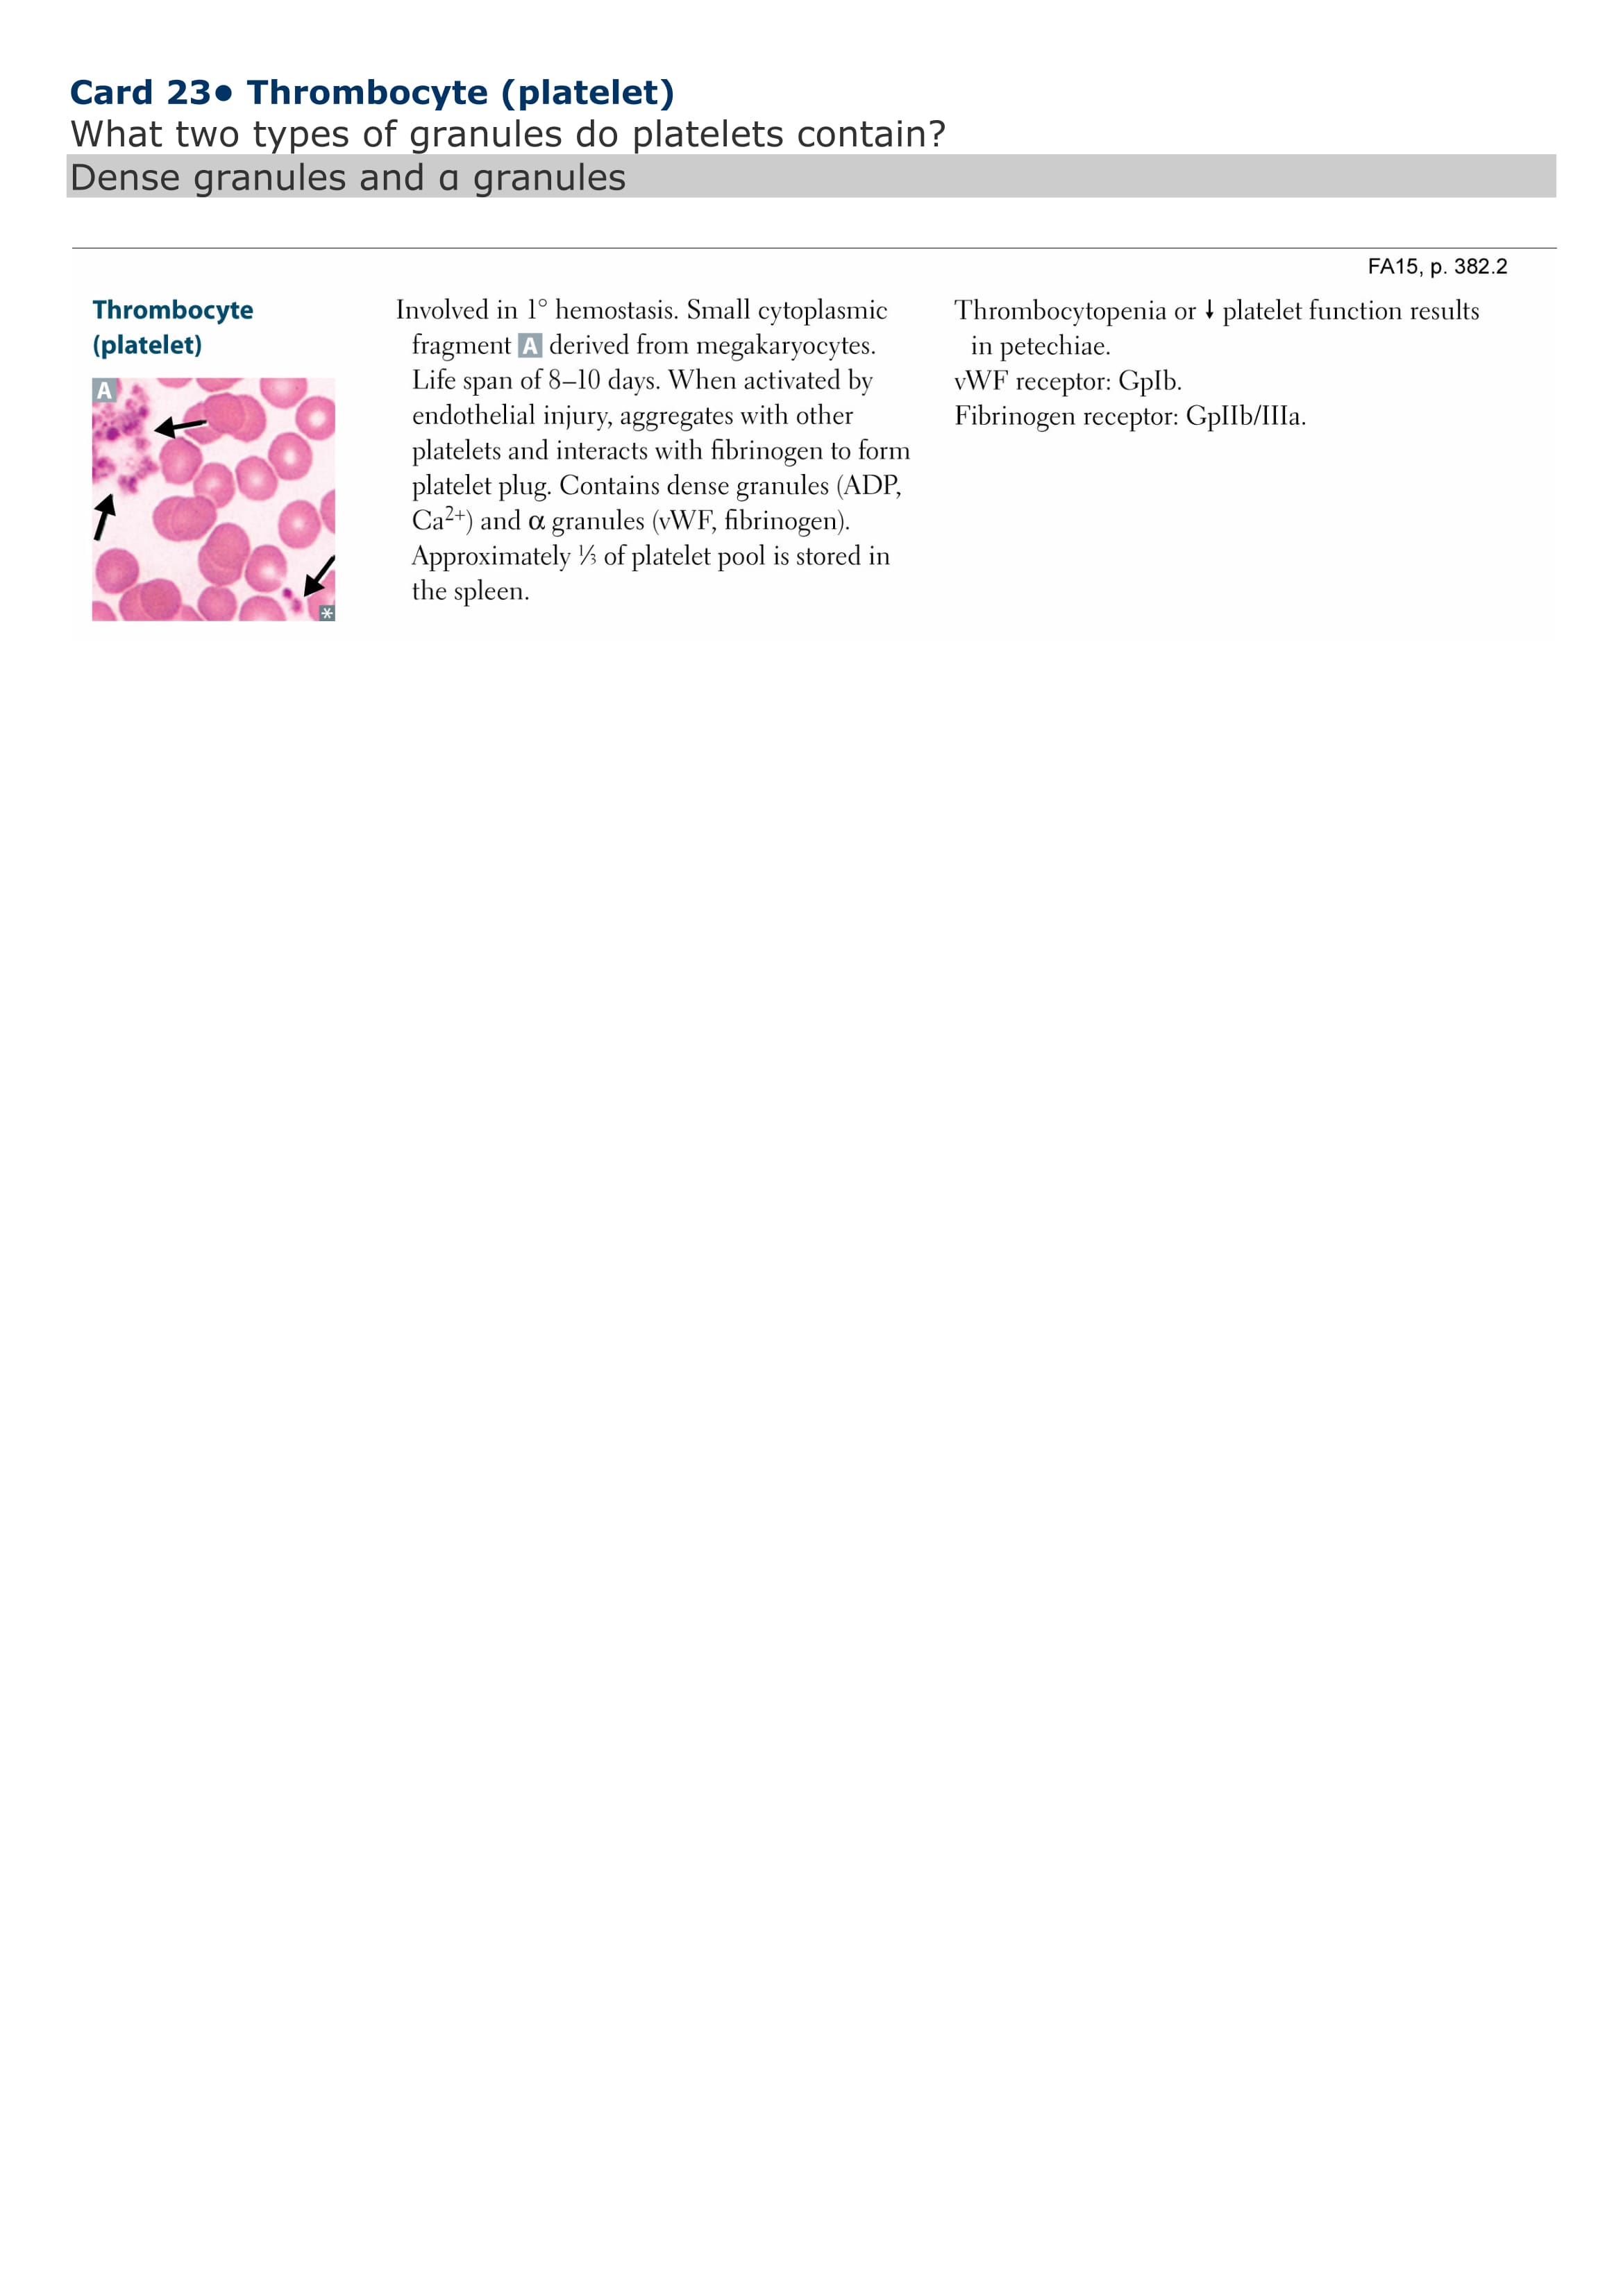 Card 23● Thrombocyte (platelet)
What two types of granules do platelets contain?
Dense granules and α granules
FA15, p. 382.2
Thrombocyte
(platelet)
A
*
Involved in 1° hemostasis. Small cytoplasmic
fragment A derived from megakaryocytes.
Life span of 8–10 days. When activated by
endothelial injury, aggregates with other
platelets and interacts with fibrinogen to form
platelet plug. Contains dense granules (ADP,
Ca²⁺) and α granules (vWF, fibrinogen).
Approximately ⅓ of platelet pool is stored in
the spleen.
Thrombocytopenia or ↓ platelet function results
in petechiae.
vWF receptor: GpIb.
Fibrinogen receptor: GpIIb/IIIa.